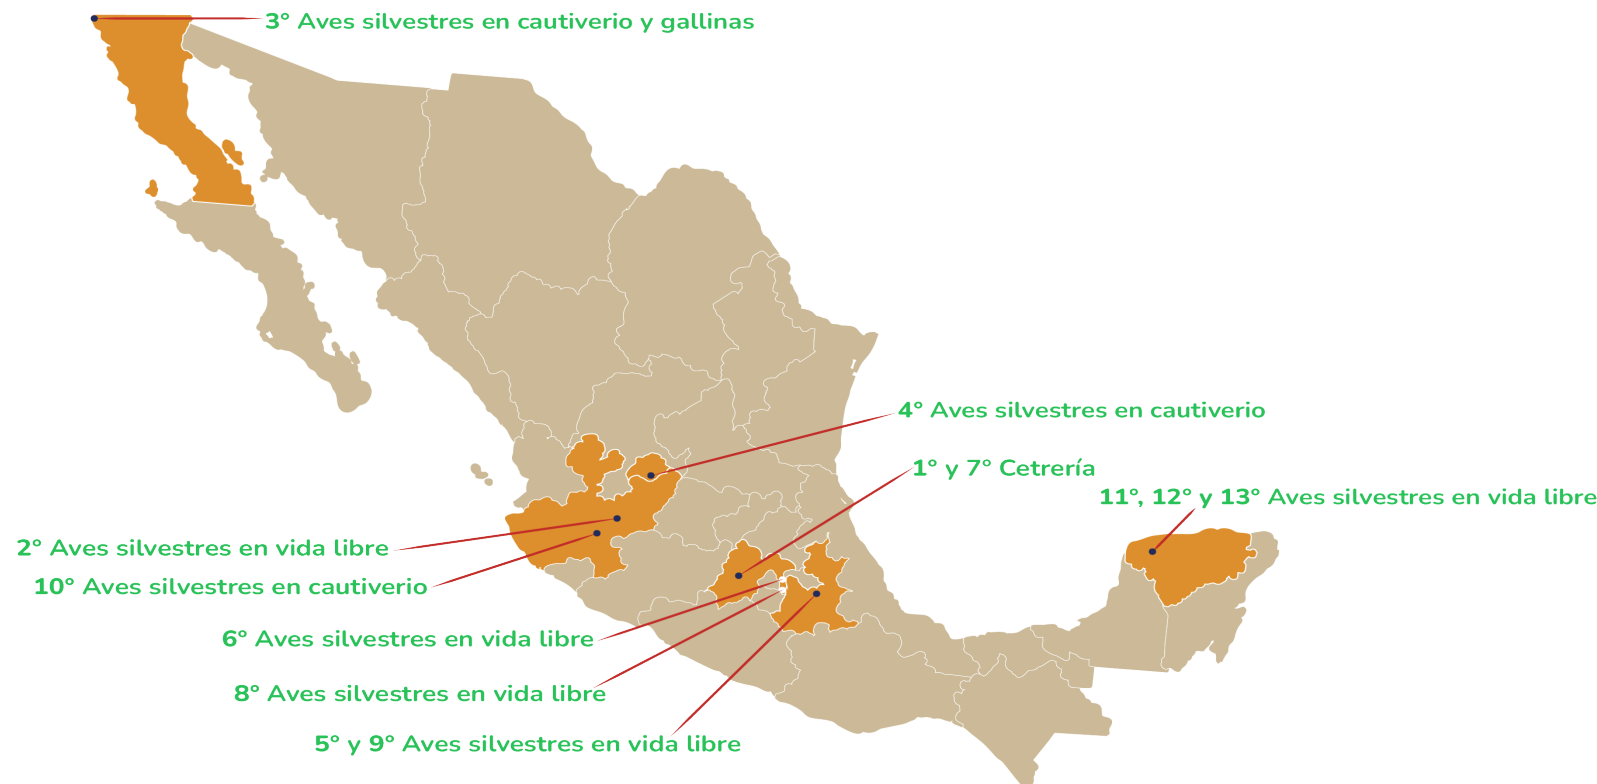 3° Aves silvestres en cautiverio y gallinas
4° Aves silvestres en cautiverio
1° y 7° Cetrería
11°, 12° y 13° Aves silvestres en vida libre
2° Aves silvestres en vida libre
10° Aves silvestres en cautiverio
6° Aves silvestres en vida libre
8° Aves silvestres en vida libre
5° y 9° Aves silvestres en vida libre